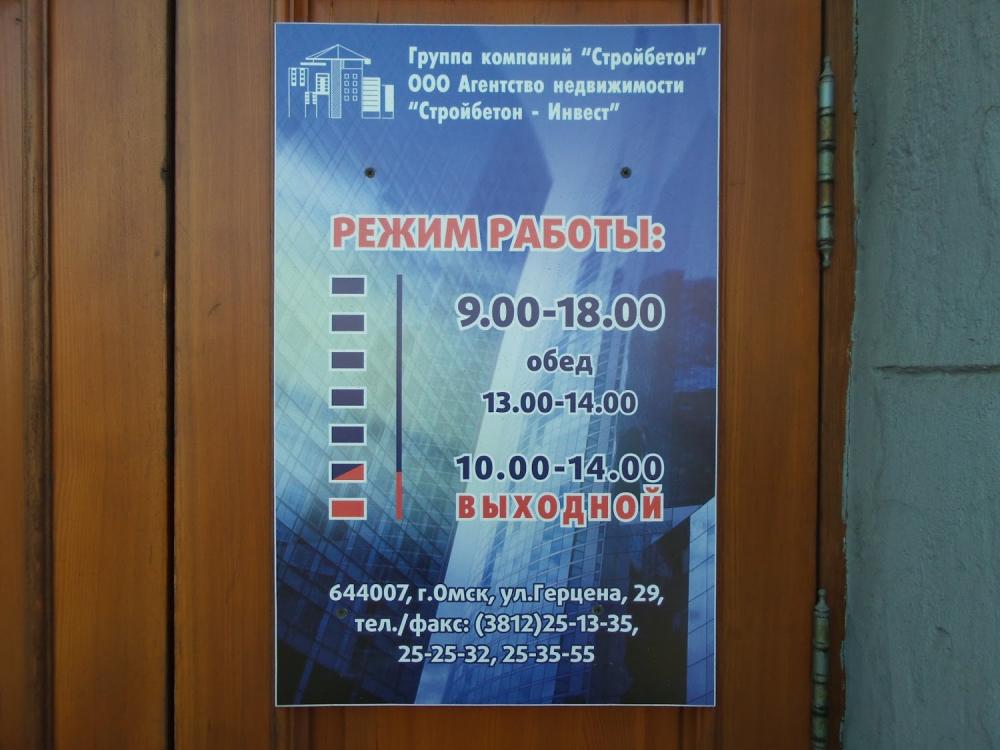 Группа компаний "Стройбетон"
ООО Агентство недвижимости
"Стройбетон - Инвест"
РЕЖИМ РАБОТЫ:
9.00-18.00
обед
13.00-14.00
10.00-14.00
ВЫХОДНОЙ
644007, г.Омск, ул.Герцена, 29,
тел./факс: (3812)25-13-35,
25-25-32, 25-35-55